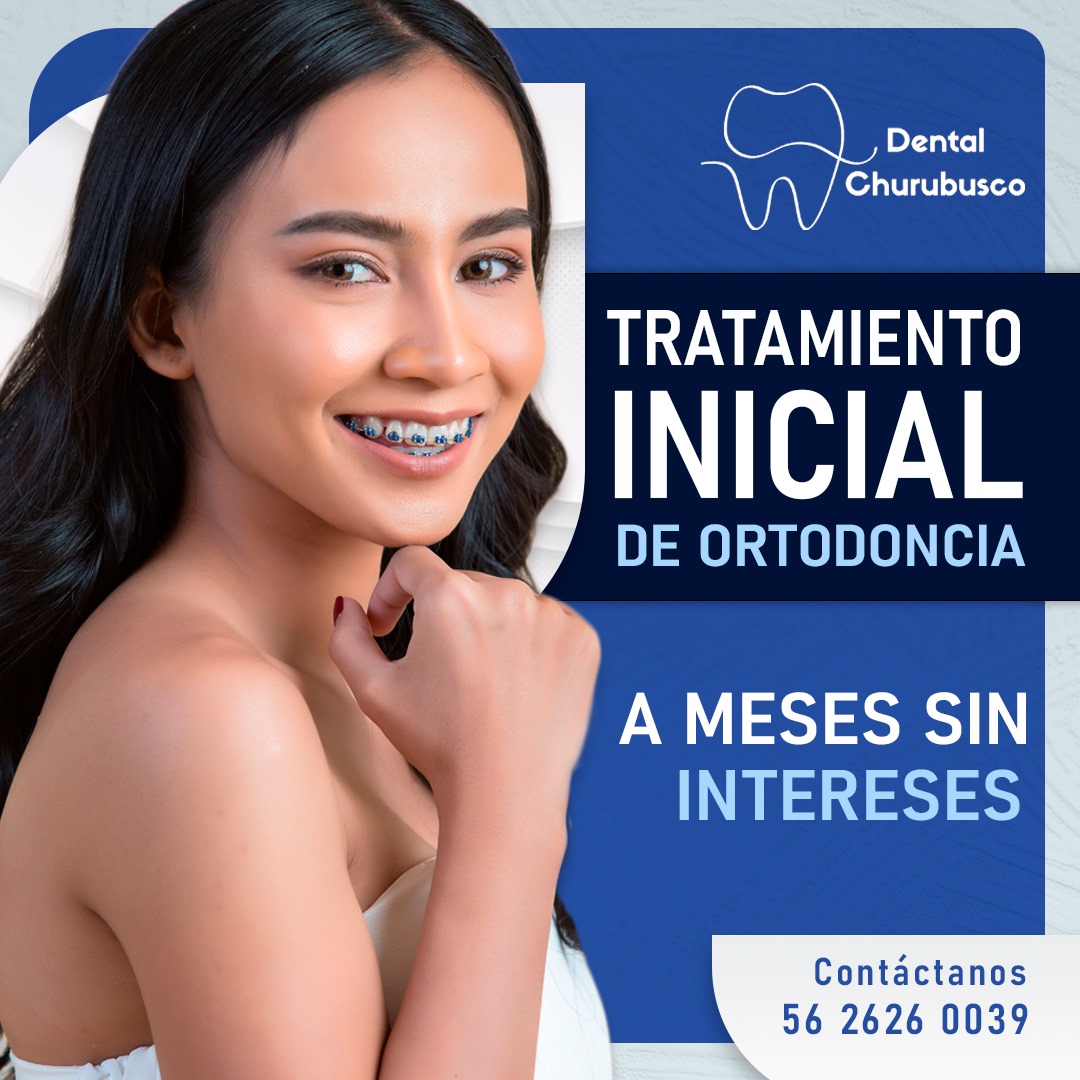 Dental
Churubusco
TRATAMIENTO
INICIAL
DE ORTODONCIA
A MESES SIN
INTERESES
Contáctanos
56 2626 0039